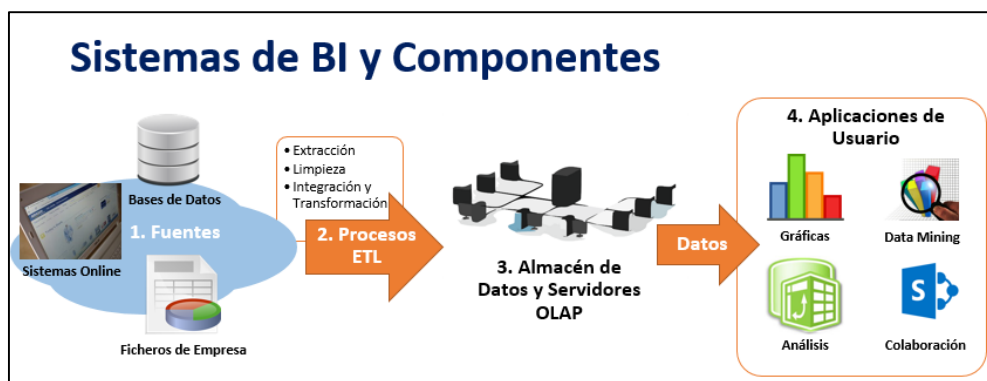 Sistemas de BI y Componentes
Bases de Datos
1. Fuentes
Sistemas Online
Ficheros de Empresa
• Extracción
• Limpieza
• Integración y
Transformación
2. Procesos
ETL
3. Almacén de
Datos y Servidores
OLAP
Datos
4. Aplicaciones de
Usuario
Gráficas
Data Mining
Análisis
S
Colaboración